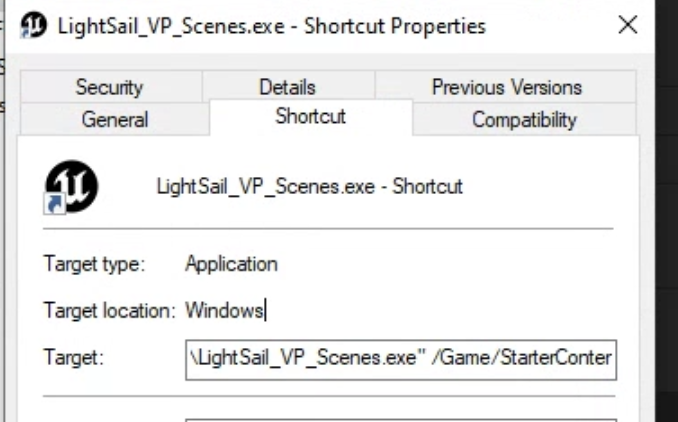 LightSail_VP_Scenes.exe - Shortcut Properties
Security Details Previous Versions
General Shortcut Compatibility
LightSail_VP_Scenes.exe - Shortcut
Target type: Application
Target location: Windows
Target: \LightSail_VP_Scenes.exe" /Game/StarterConter